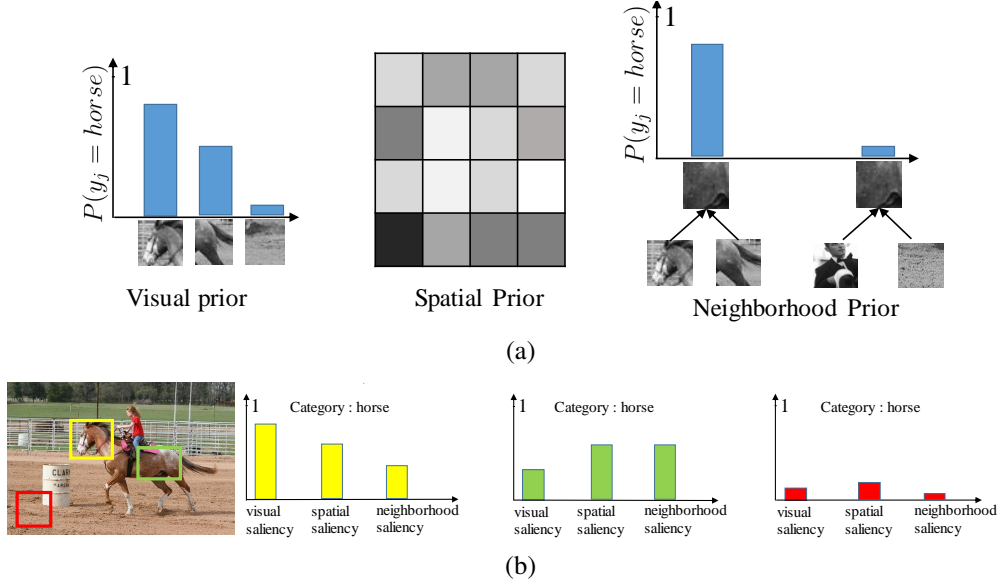 1
P(y_j = horse)
Visual prior
Spatial Prior
1
P(y_j = horse)
Neighborhood Prior
(a)
CLAR
1
Category : horse
visual saliency
spatial saliency
neighborhood saliency
1
Category : horse
visual saliency
spatial saliency
neighborhood saliency
1
Category : horse
visual saliency
spatial saliency
neighborhood saliency
(b)